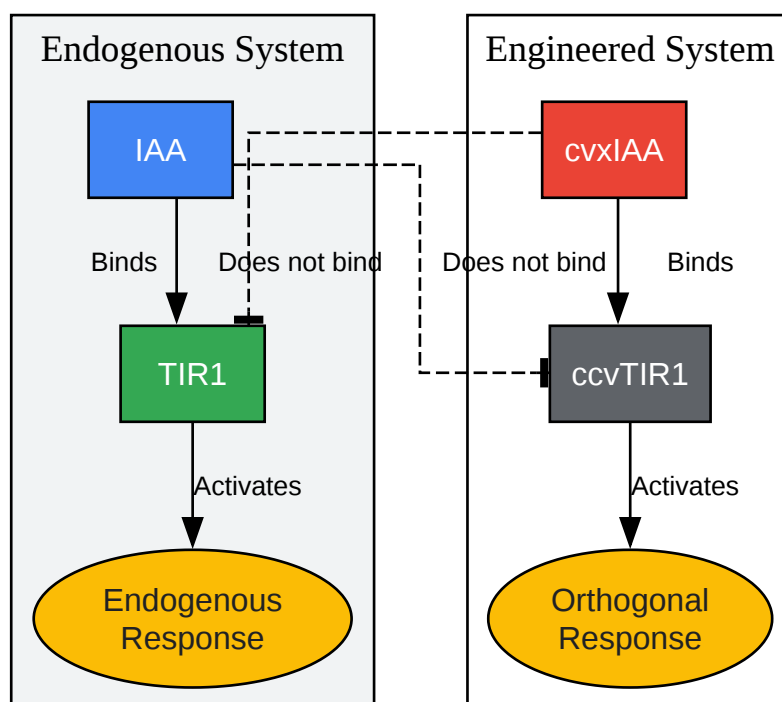 Endogenous System
Engineered System
IAA
cvxIAA
Binds
Does not bind
Does not bind
Binds
TIR1
ccvTIR1
Activates
Activates
Endogenous
Response
Orthogonal
Response